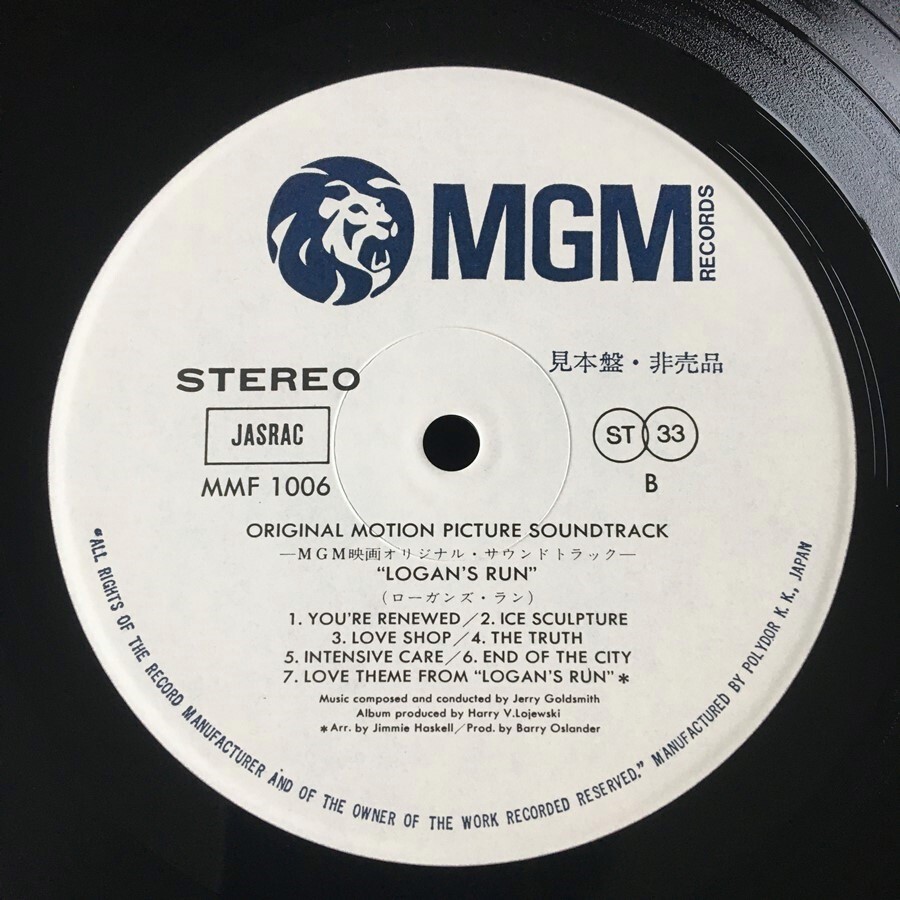 MGM RECORDS
STEREO
見本盤・非売品
JASRAC
ST 33
MMF 1006
B
ORIGINAL MOTION PICTURE SOUNDTRACK
—MGM映画オリジナル・サウンドトラック—
“LOGAN'S RUN”
(ローガンズ・ラン)
1. YOU'RE RENEWED／2. ICE SCULPTURE
3. LOVE SHOP／4. THE TRUTH
5. INTENSIVE CARE／6. END OF THE CITY
7. LOVE THEME FROM “LOGAN'S RUN”*
Music composed and conducted by Jerry Goldsmith
Album produced by Harry V.Lojewski
*Arr. by Jimmie Haskell／Prod. by Barry Oslander
“ALL RIGHTS OF THE RECORD MANUFACTURER AND OF THE OWNER OF THE WORK RECORDED RESERVED.” MANUFACTURED BY POLYDOR K. K., JAPAN